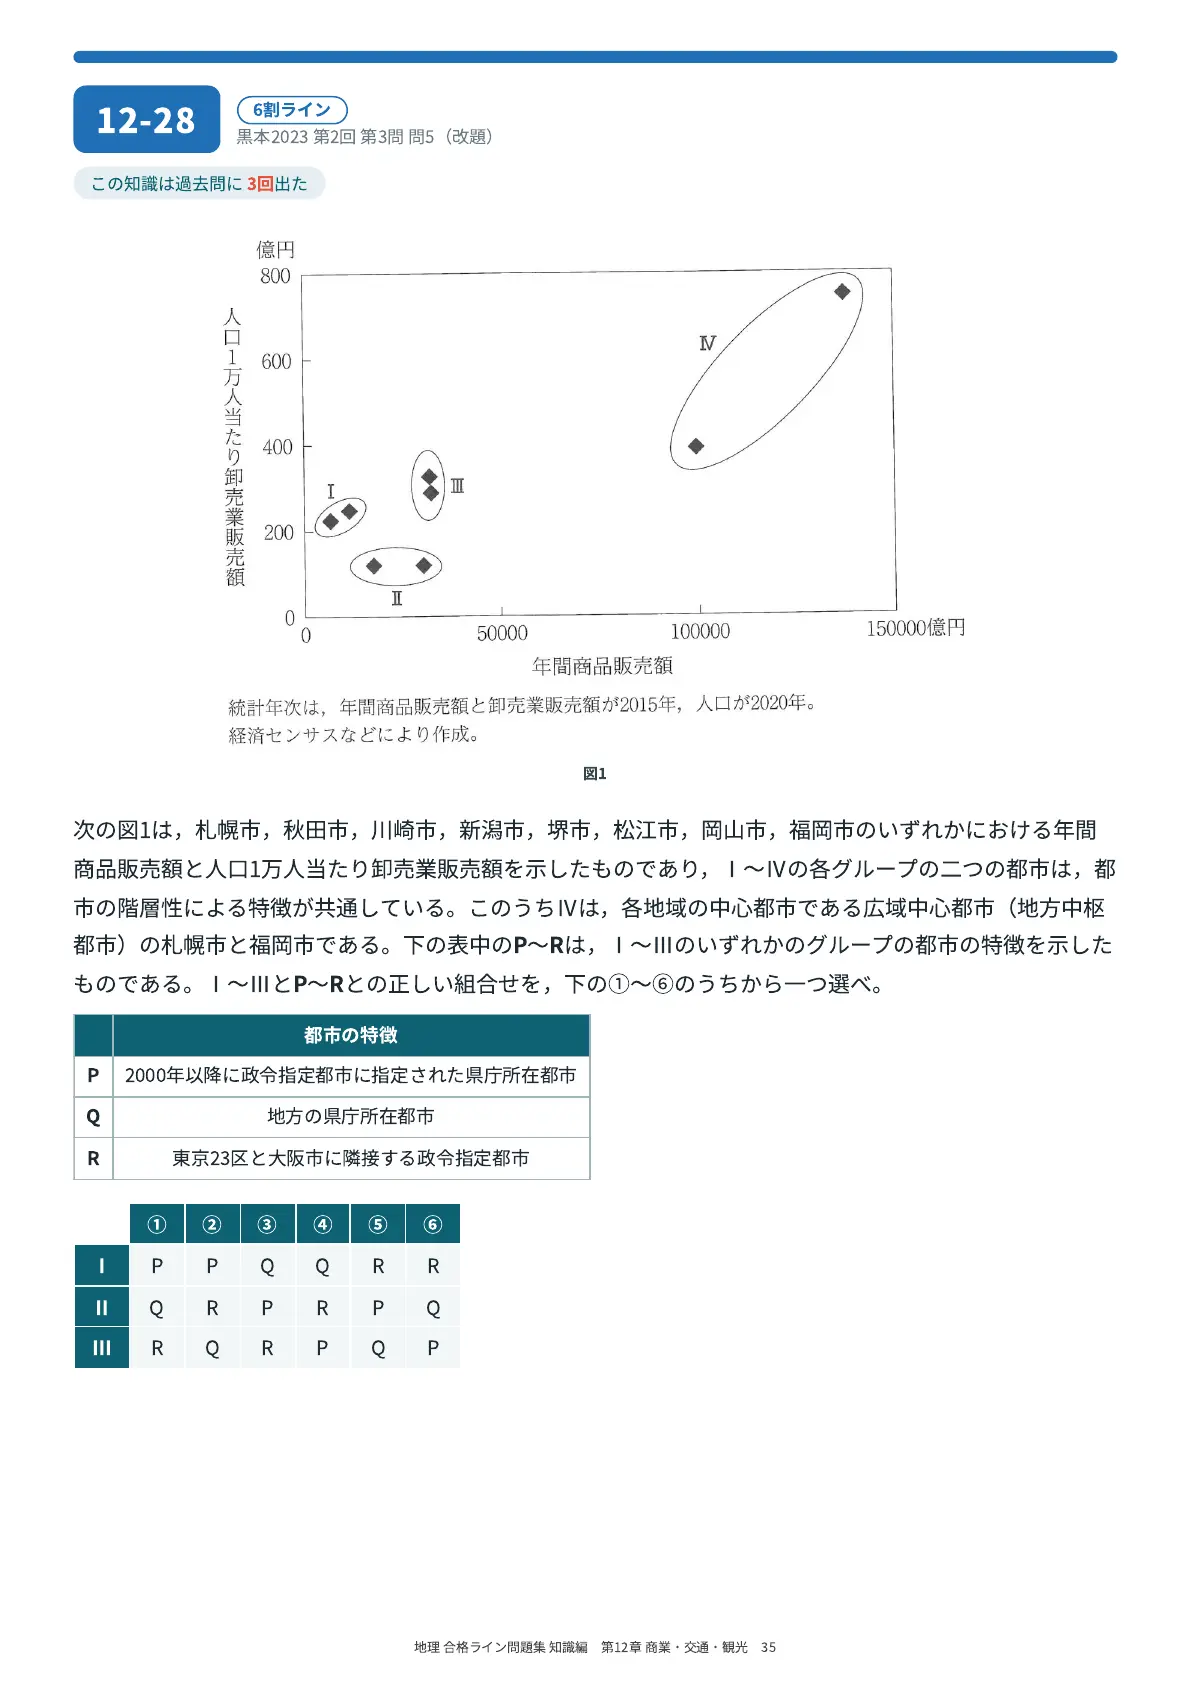 12-28
6割ライン
黒本2023 第2回 第3問 問5（改題）
この知識は過去問に 3回出た
億円
800
600
400
200
0
人口1万人当たり卸売業販売額
Ⅰ
Ⅱ
Ⅲ
Ⅳ
0
50000
100000
150000億円
年間商品販売額
統計年次は，年間商品販売額と卸売業販売額が2015年，人口が2020年。
経済センサスなどにより作成。
図1
次の図1は，札幌市，秋田市，川崎市，新潟市，堺市，松江市，岡山市，福岡市のいずれかにおける年間
商品販売額と人口1万人当たり卸売業販売額を示したものであり，Ⅰ～Ⅳの各グループの二つの都市は，都
市の階層性による特徴が共通している。このうちⅣは，各地域の中心都市である広域中心都市（地方中枢
都市）の札幌市と福岡市である。下の表中のP～Rは，Ⅰ～Ⅲのいずれかのグループの都市の特徴を示した
ものである。Ⅰ～ⅢとP～Rとの正しい組合せを，下の①～⑥のうちから一つ選べ。
都市の特徴
P 2000年以降に政令指定都市に指定された県庁所在都市
Q 地方の県庁所在都市
R 東京23区と大阪市に隣接する政令指定都市
① ② ③ ④ ⑤ ⑥
Ⅰ P P Q Q R R
Ⅱ Q R P R P Q
Ⅲ R Q R P Q P
地理 合格ライン問題集 知識編 第12章 商業・交通・観光 35